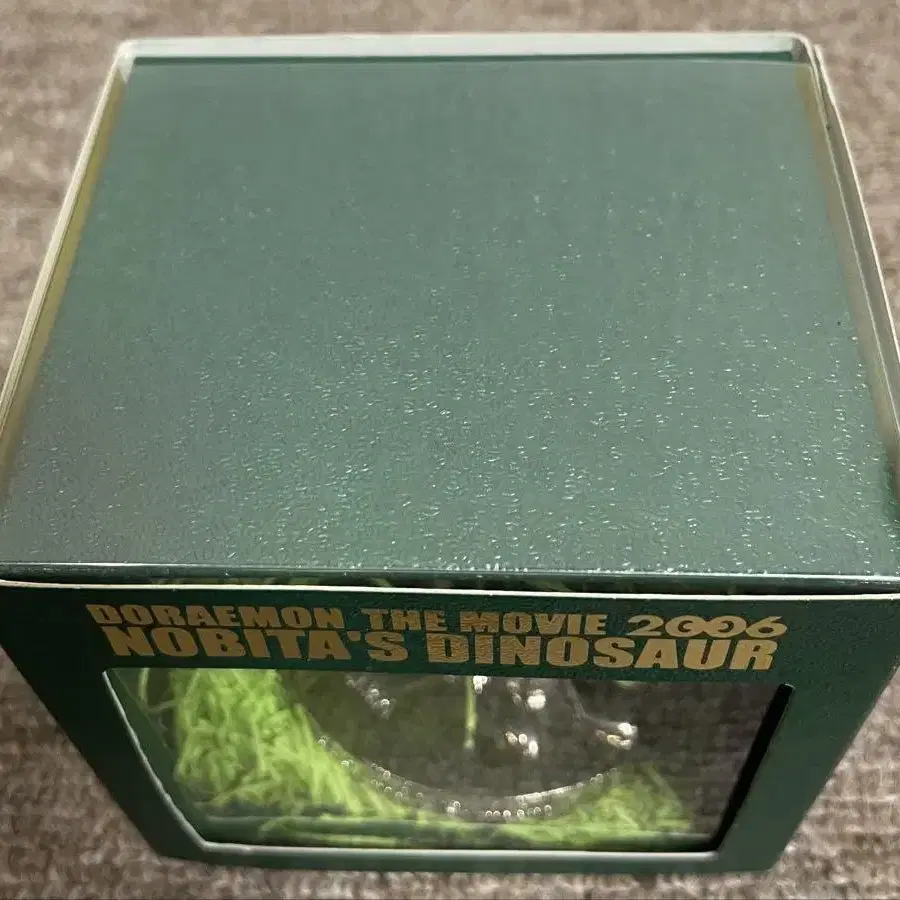 DORAEMON THE MOVIE 2006
NOBITA'S DINOSAUR